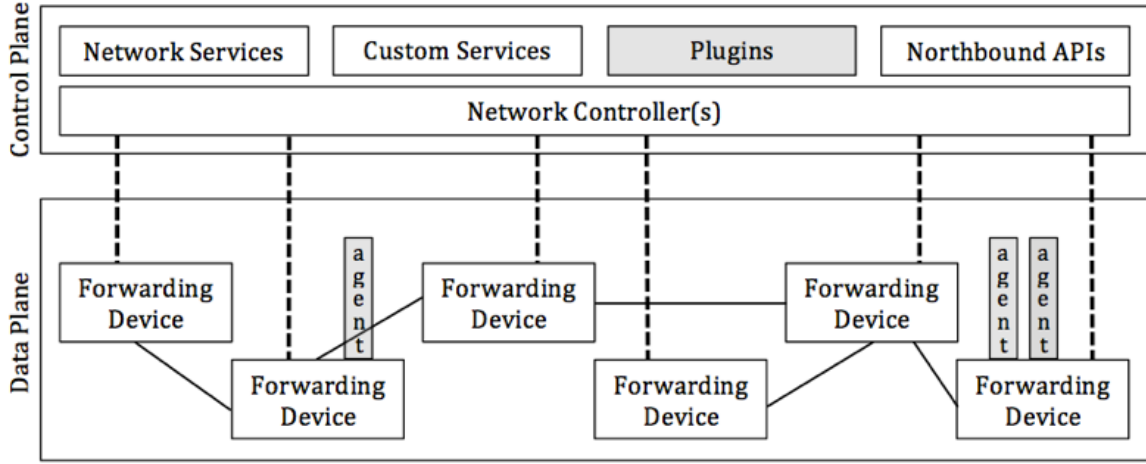 Control Plane
Network Services
Custom Services
Plugins
Northbound APIs
Network Controller(s)
Data Plane
Forwarding
Device
agent
Forwarding
Device
Forwarding
Device
Forwarding
Device
Forwarding
Device
agent
agent
Forwarding
Device